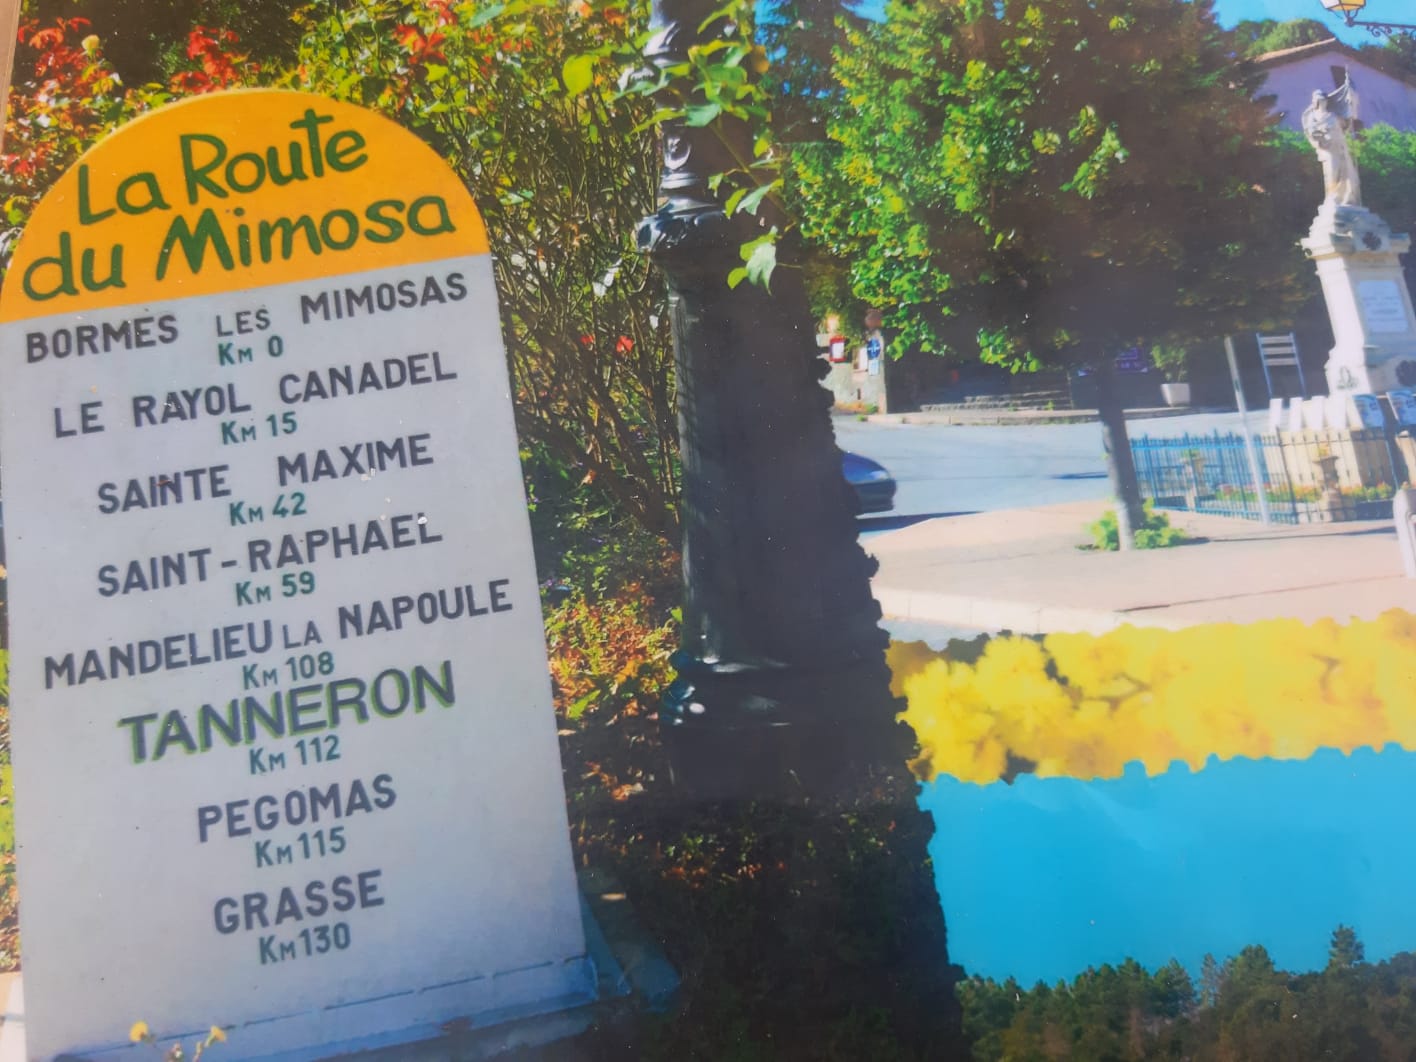 La Route
du Mimosa
BORMES LES MIMOSAS
Km 0
LE RAYOL CANADEL
Km 15
SAINTE MAXIME
Km 42
SAINT-RAPHAËL
Km 59
MANDELIEU LA NAPOULE
Km 108
TANNERON
Km 112
PEGOMAS
Km 115
GRASSE
Km 130